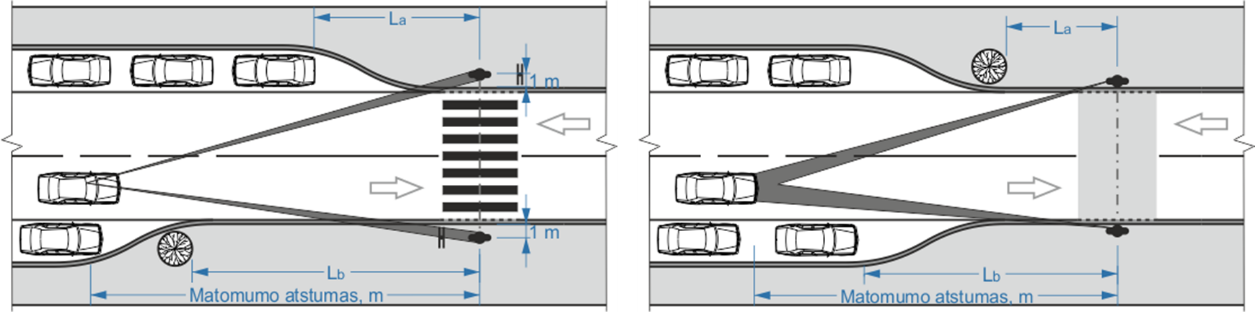 La
1 m
1 m
Lb
Matomumo atstumas, m
La
Lb
Matomumo atstumas, m